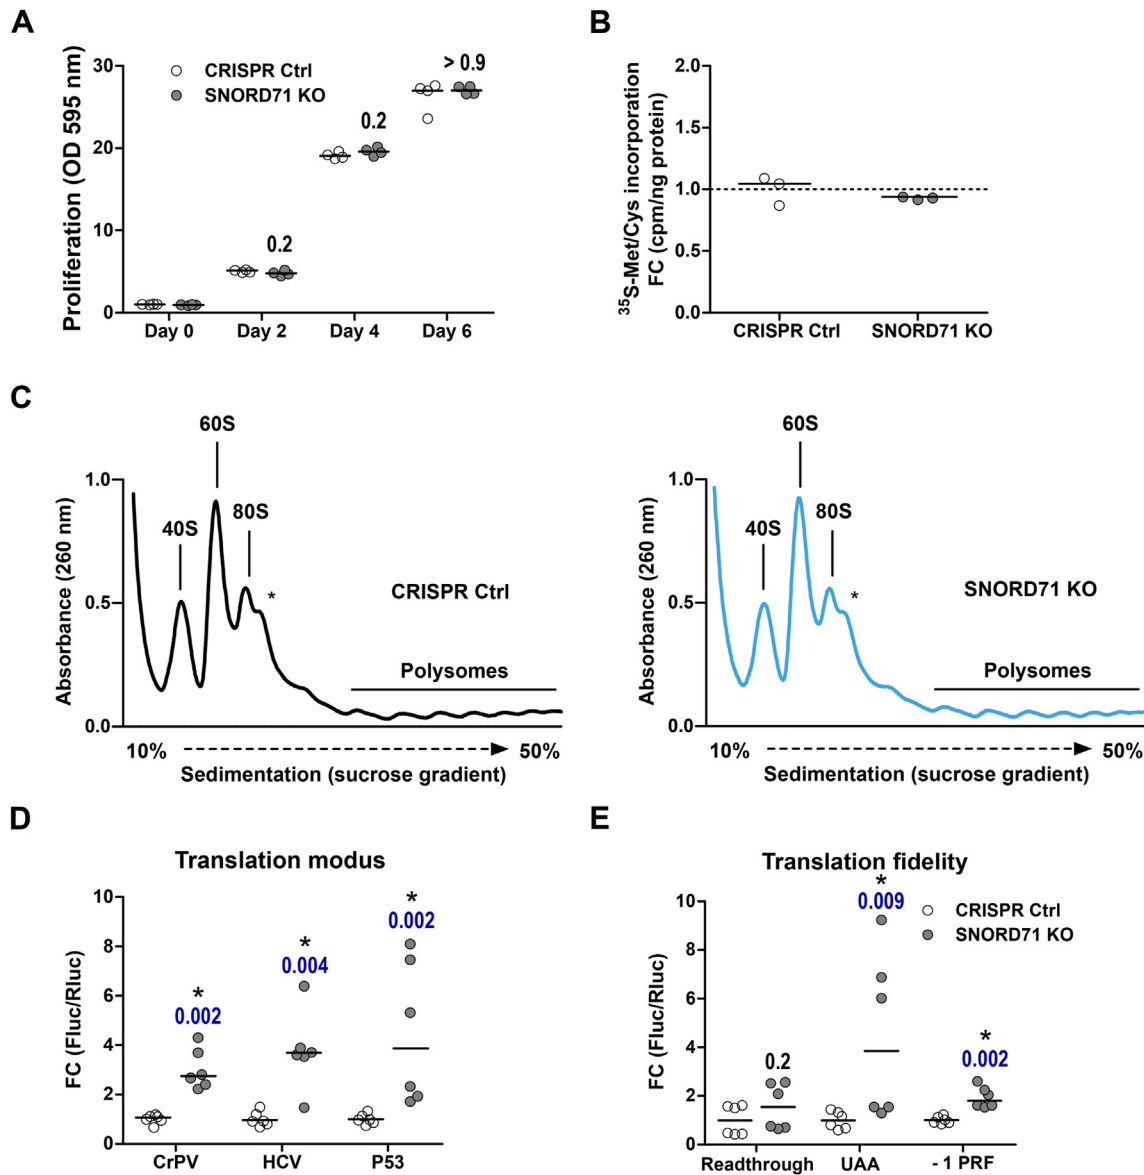 A
Proliferation (OD 595 nm)
30
20
10
0
CRISPR Ctrl
SNORD71 KO
0.2
0.2
> 0.9
Day 0
Day 2
Day 4
Day 6
B
35S-Met/Cys incorporation
FC (cpm/ng protein)
2.0
1.5
1.0
0.5
0.0
CRISPR Ctrl
SNORD71 KO
C
Absorbance (260 nm)
1.0
0.5
0.0
40S
60S
80S
*
CRISPR Ctrl
Polysomes
10%
50%
Sedimentation (sucrose gradient)
Absorbance (260 nm)
1.0
0.5
0.0
40S
60S
80S
*
SNORD71 KO
Polysomes
10%
50%
Sedimentation (sucrose gradient)
D
Translation modus
FC (Fluc/Rluc)
10
8
6
4
2
0
*
0.002
*
0.004
*
0.002
CrPV
HCV
P53
E
Translation fidelity
FC (Fluc/Rluc)
10
8
6
4
2
0
CRISPR Ctrl
SNORD71 KO
0.2
*
0.009
*
0.002
Readthrough
UAA
- 1 PRF